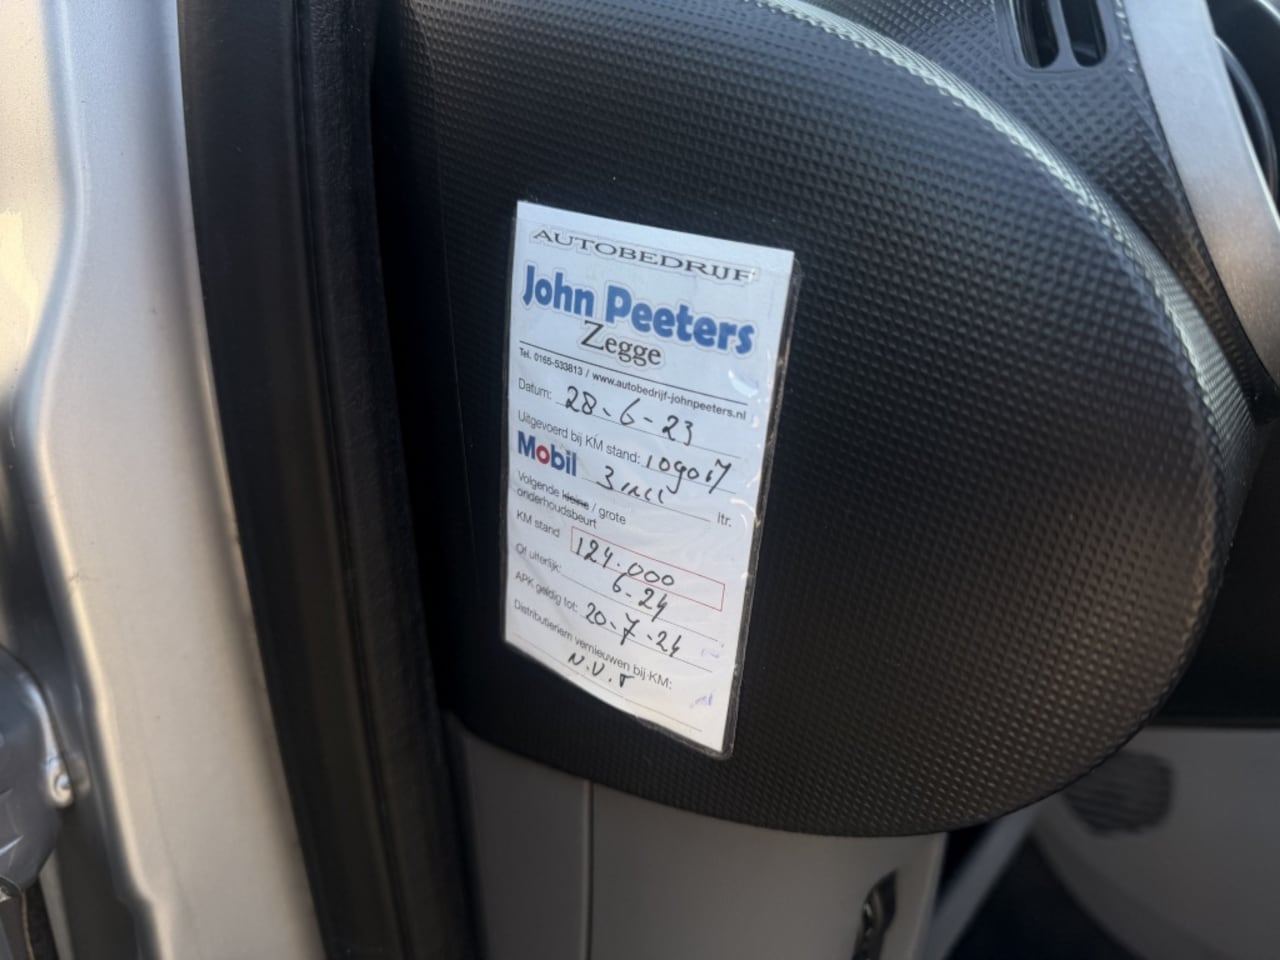 AUTOBEDRIJF
John Peeters
Zegge
Tel. 0165-533813 / www.autobedrijf-johnpeeters.nl
Datum: 28-6-23
Uitgevoerd bij KM stand: 109017
Mobil ltr.
Volgende kleine / grote
onderhoudsbeurt
KM stand 124.000
Of uiterlijk: 6-24
APK geldig tot: 20-7-24
Distributieriem vernieuwen bij KM:
N.V.T